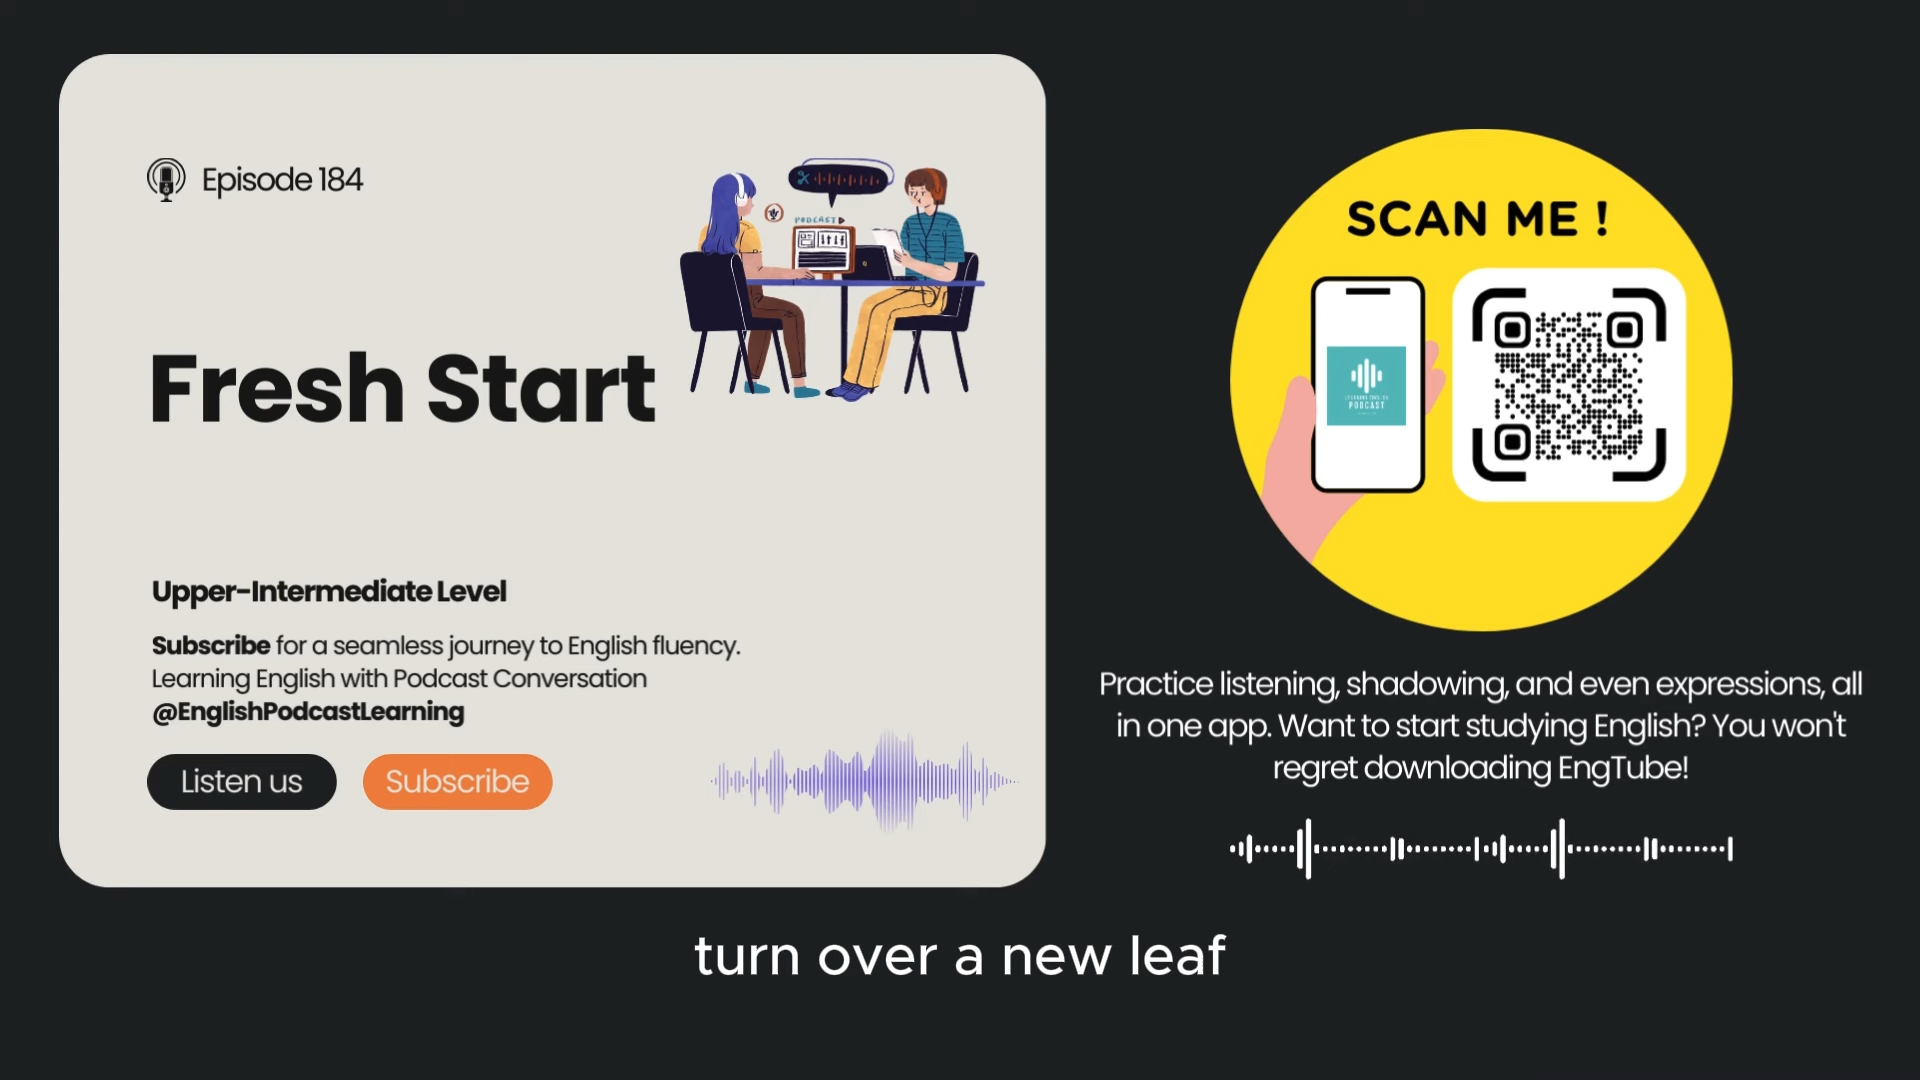 Episode 184
PODCAST
Fresh Start
Upper-Intermediate Level
Subscribe for a seamless journey to English fluency.
Learning English with Podcast Conversation
@EnglishPodcastLearning
Listen us
Subscribe
SCAN ME !
PODCAST
Practice listening, shadowing, and even expressions, all
in one app. Want to start studying English? You won't
regret downloading EngTube!
turn over a new leaf